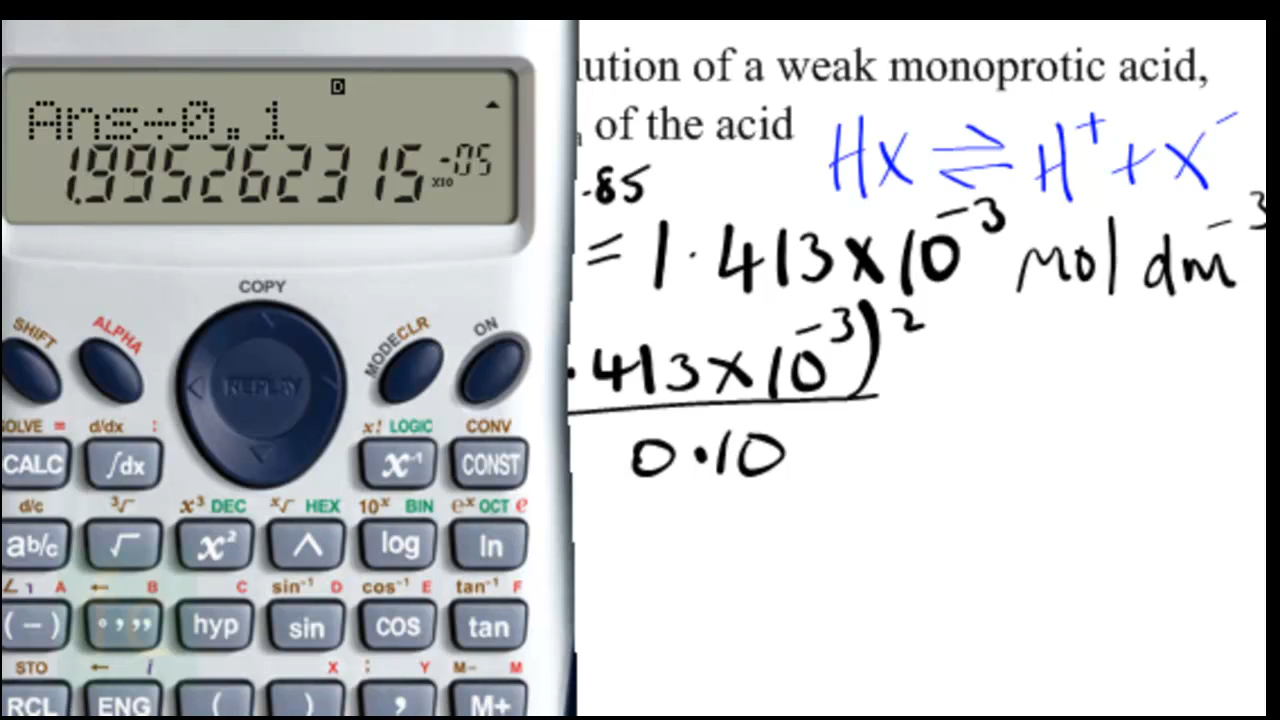 Ans÷0.1
1.995262315×10-05
lution of a weak monoprotic acid,
of the acid
HX ⇌ H⁺ + X⁻
.85
= 1.413×10⁻³ mol dm⁻³
.413×10⁻³)²
0.10
COPY
REPLAY
SHIFT ALPHA MODE CLR ON
SOLVE = d/dx : x! LOGIC CONV
CALC ∫dx x⁻¹ CONST
d/c ³√ x³ DEC ˣ√ HEX 10ˣ BIN eˣ OCT e
ab/c √ x² ^ log ln
∠ A ← B C sin⁻¹ D cos⁻¹ E tan⁻¹ F
(−) ° ’ ’’ hyp sin cos tan
STO ← i X ; Y M− M
RCL ENG ( ) , M+